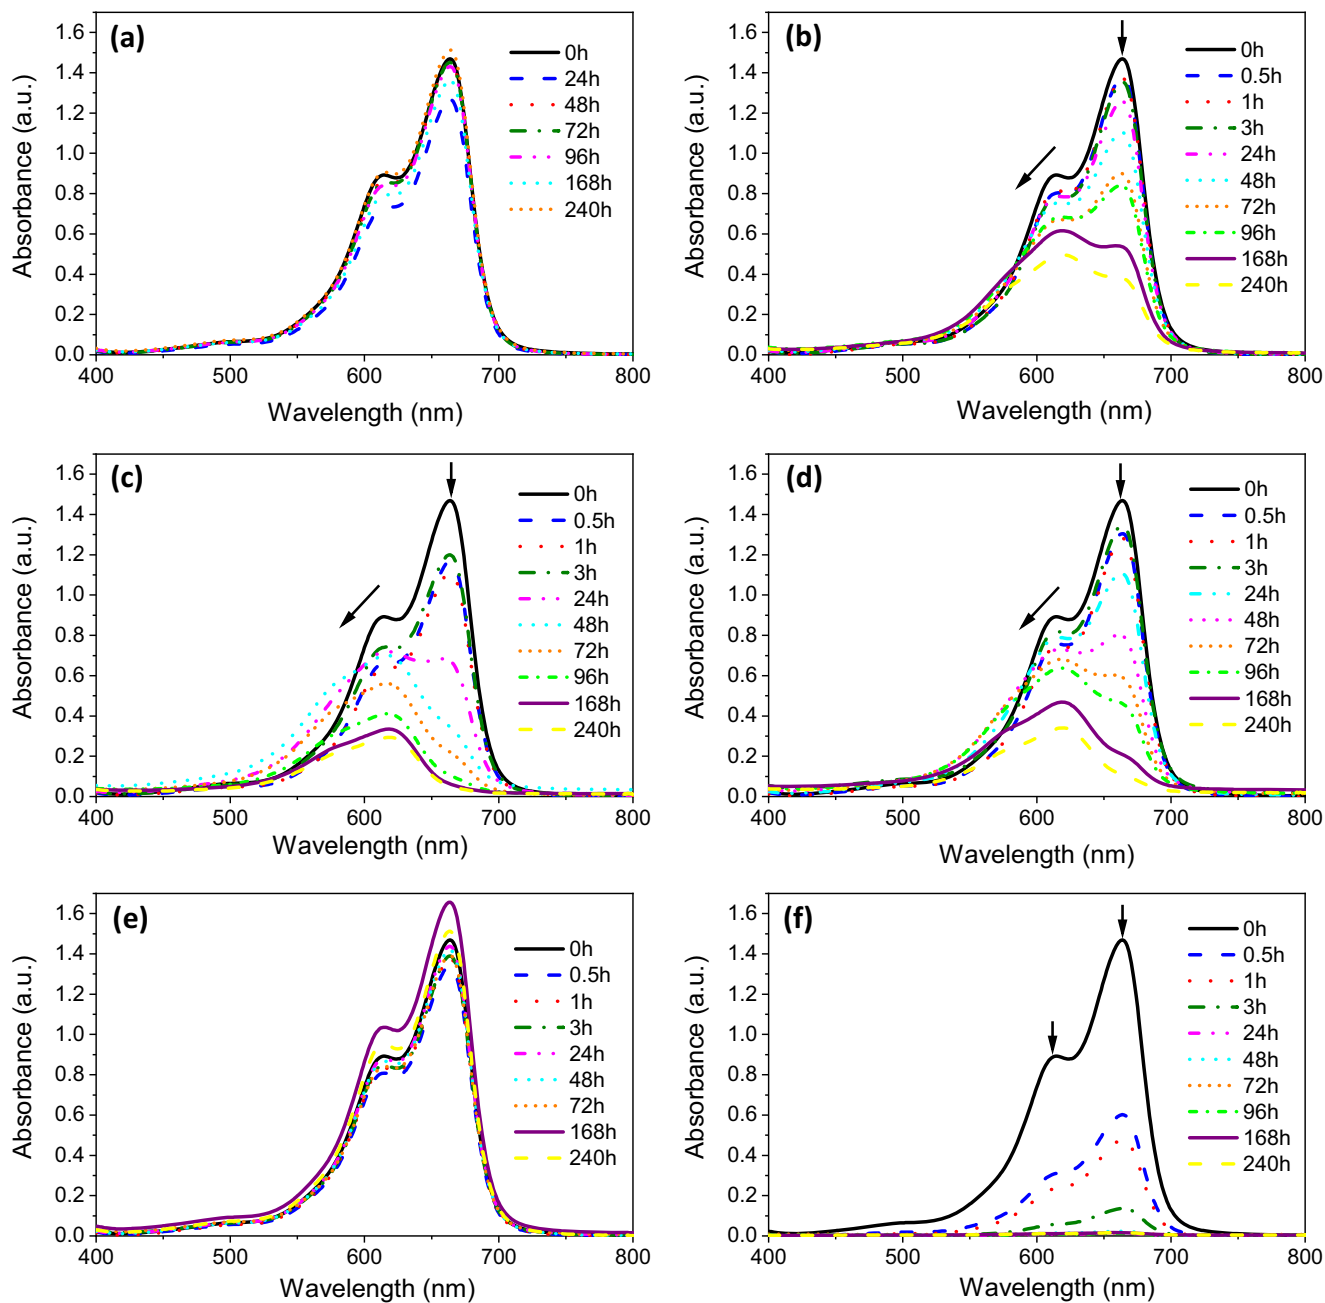 (a)
0h
24h
48h
72h
96h
168h
240h
1.6
1.4
1.2
1.0
0.8
0.6
0.4
0.2
0.0
Absorbance (a.u.)
400 500 600 700 800
Wavelength (nm)
(b)
0h
0.5h
1h
3h
24h
48h
72h
96h
168h
240h
1.6
1.4
1.2
1.0
0.8
0.6
0.4
0.2
0.0
Absorbance (a.u.)
400 500 600 700 800
Wavelength (nm)
(c)
0h
0.5h
1h
3h
24h
48h
72h
96h
168h
240h
1.6
1.4
1.2
1.0
0.8
0.6
0.4
0.2
0.0
Absorbance (a.u.)
400 500 600 700 800
Wavelength (nm)
(d)
0h
0.5h
1h
3h
24h
48h
72h
96h
168h
240h
1.6
1.4
1.2
1.0
0.8
0.6
0.4
0.2
0.0
Absorbance (a.u.)
400 500 600 700 800
Wavelength (nm)
(e)
0h
0.5h
1h
3h
24h
48h
72h
168h
240h
1.6
1.4
1.2
1.0
0.8
0.6
0.4
0.2
0.0
Absorbance (a.u.)
400 500 600 700 800
Wavelength (nm)
(f)
0h
0.5h
1h
3h
24h
48h
72h
96h
168h
240h
1.6
1.4
1.2
1.0
0.8
0.6
0.4
0.2
0.0
Absorbance (a.u.)
400 500 600 700 800
Wavelength (nm)